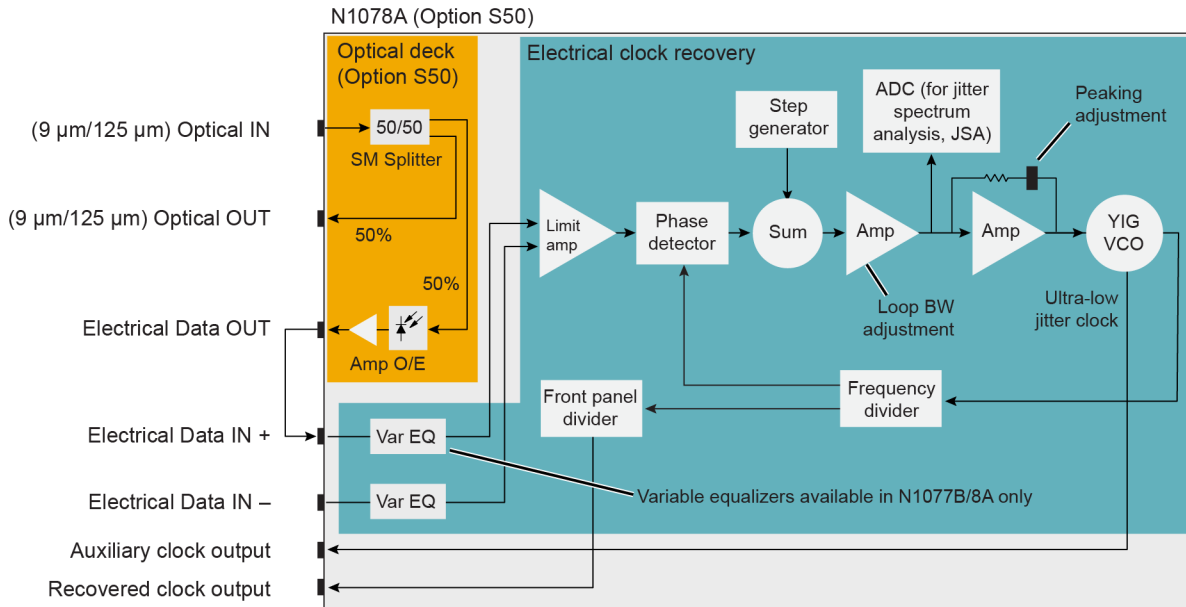 N1078A (Option S50)
Optical deck
(Option S50)
Electrical clock recovery
(9 µm/125 µm) Optical IN
50/50
SM Splitter
Step
generator
ADC (for jitter
spectrum
analysis, JSA)
Peaking
adjustment
(9 µm/125 µm) Optical OUT
50%
50%
Limit
amp
Phase
detector
Sum
Amp
Amp
YIG
VCO
Loop BW
adjustment
Ultra-low
jitter clock
Electrical Data OUT
Amp O/E
Front panel
divider
Frequency
divider
Electrical Data IN +
Var EQ
Electrical Data IN –
Var EQ
Variable equalizers available in N1077B/8A only
Auxiliary clock output
Recovered clock output